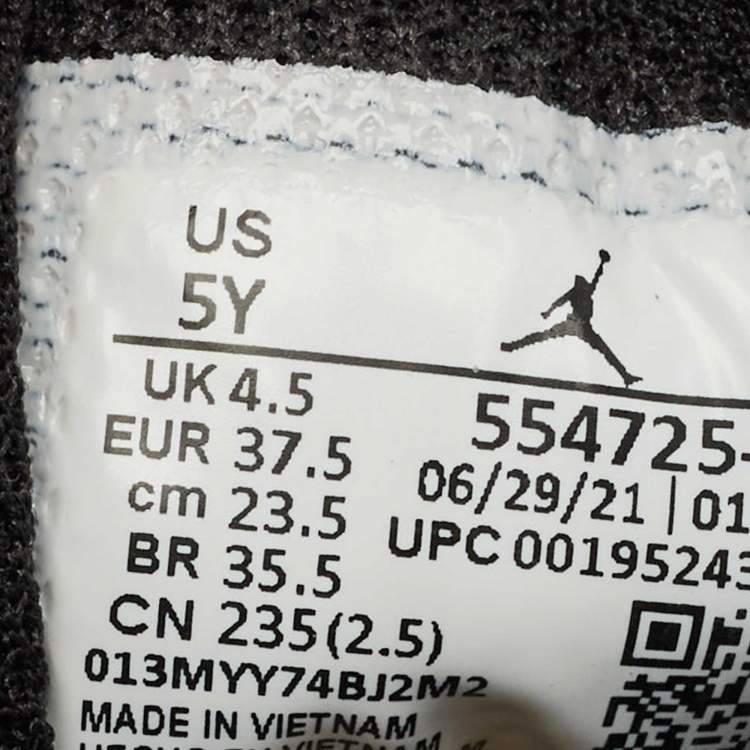 US
5Y
UK 4.5
EUR 37.5
cm 23.5
BR 35.5
CN 235(2.5)
013MYY74BJ2M2
MADE IN VIETNAM
554725-
06/29/21 | 01
UPC 00195243